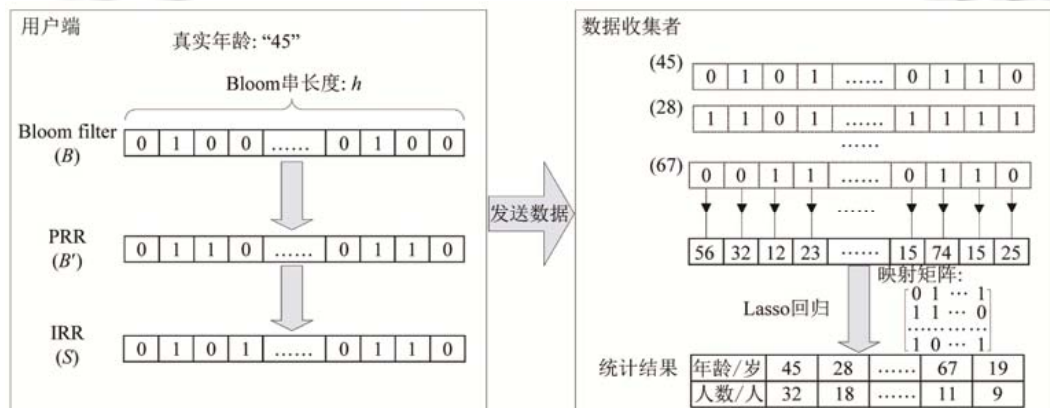 用户端
真实年龄: “45”
Bloom串长度: h
Bloom filter
(B)
0 1 0 0 …… 0 1 0 0
PRR
(B′)
0 1 1 0 …… 0 1 1 0
IRR
(S)
0 1 0 1 …… 0 1 1 0
发送数据
数据收集者
(45) 0 1 0 1 …… 0 1 1 0
(28) 1 1 0 1 …… 1 1 1 1
……
(67) 0 0 1 1 …… 0 1 1 0
……
56 32 12 23 …… 15 74 15 25
映射矩阵:
0 1 … 1
1 1 … 0
…………
1 0 … 1
Lasso回归
统计结果
年龄/岁 45 28 …… 67 19
人数/人 32 18 …… 11 9